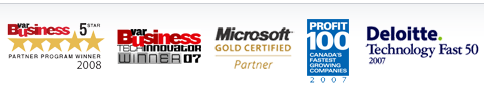 var
Business 5 STAR
PARTNER PROGRAM WINNER
2008
var
Business
TECH INNOVATOR
WINNER 07
Microsoft
GOLD CERTIFIED
Partner
PROFIT
100
CANADA'S
FASTEST
GROWING
COMPANIES
2007
Deloitte.
Technology Fast 50
2007